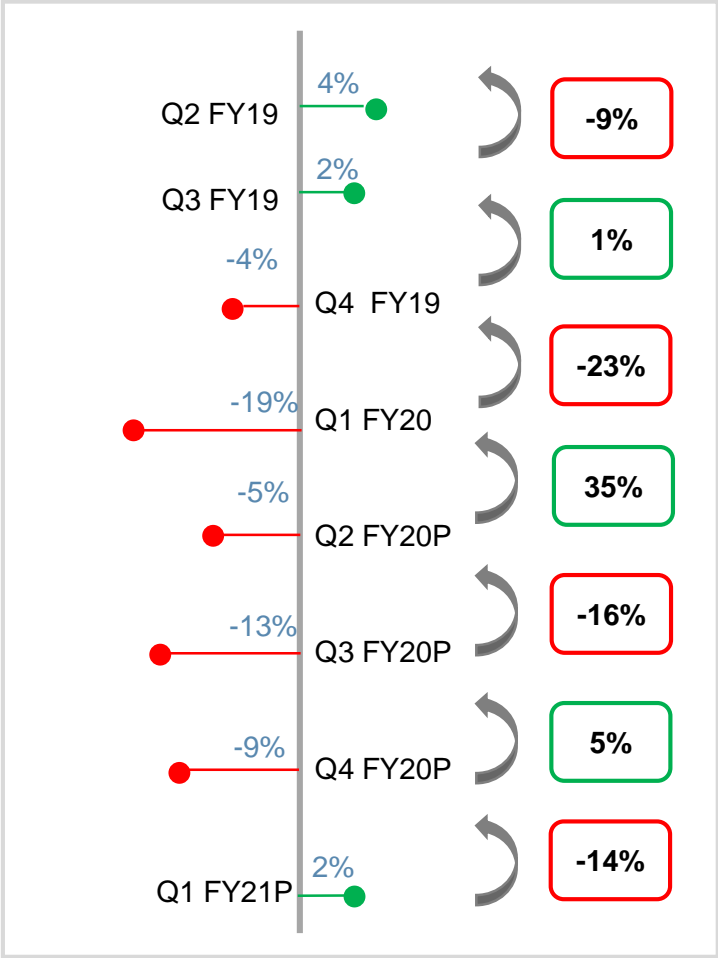 4%
Q2 FY19
-9%
2%
Q3 FY19
1%
-4%
Q4  FY19
-23%
-19%
Q1 FY20
35%
-5%
Q2 FY20P
-16%
-13%
Q3 FY20P
5%
-9%
Q4 FY20P
-14%
2%
Q1 FY21P